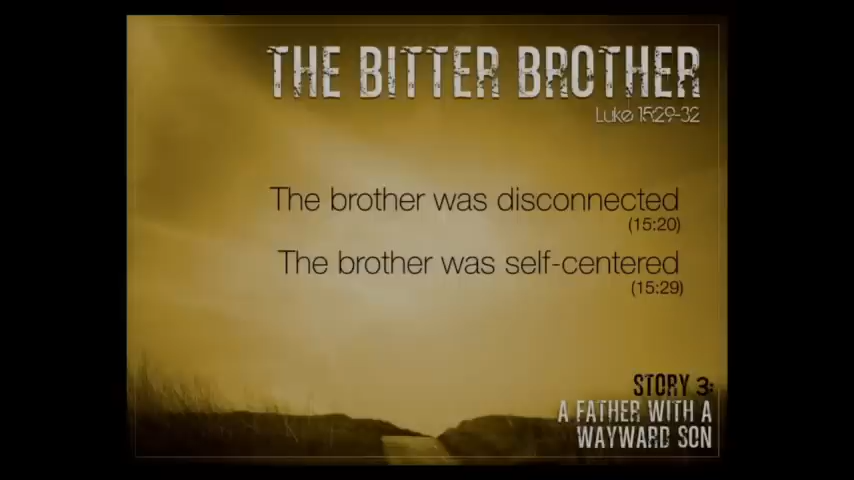 THE BITTER BROTHER
Luke 15:29-32
The brother was disconnected
(15:20)
The brother was self-centered
(15:29)
STORY 3:
A FATHER WITH A
WAYWARD SON